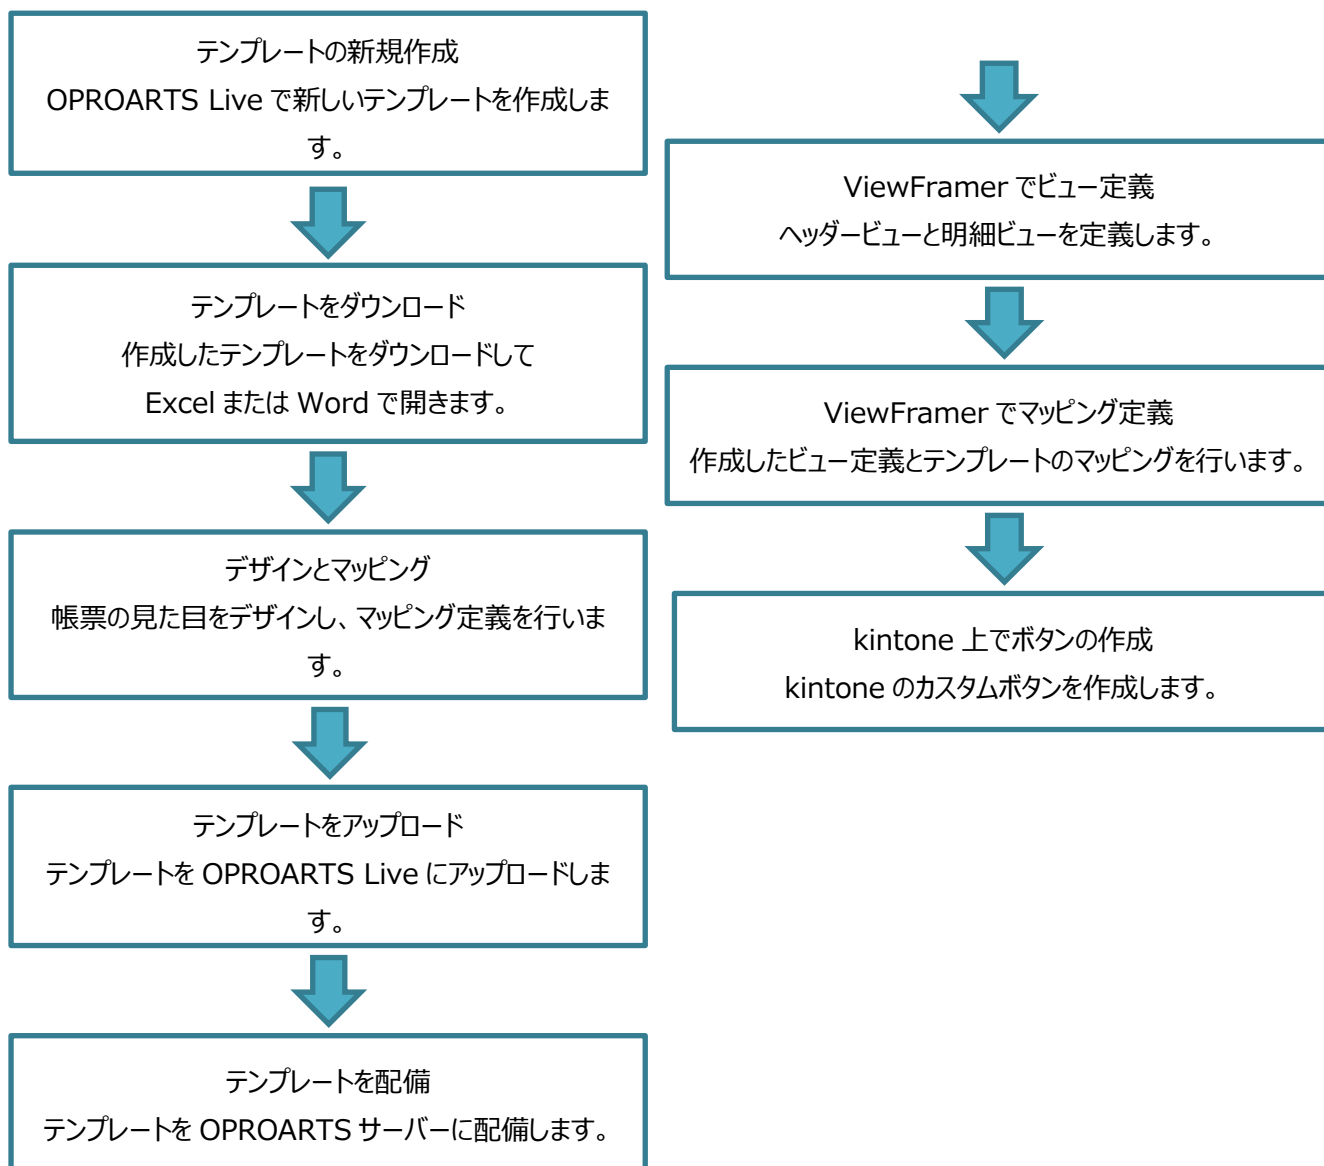 テンプレートの新規作成
OPROARTS Live で新しいテンプレートを作成しま
す。
テンプレートをダウンロード
作成したテンプレートをダウンロードして
Excel または Word で開きます。
デザインとマッピング
帳票の見た目をデザインし、マッピング定義を行いま
す。
テンプレートをアップロード
テンプレートを OPROARTS Live にアップロードしま
す。
テンプレートを配備
テンプレートを OPROARTS サーバーに配備します。
ViewFramer でビュー定義
ヘッダービューと明細ビューを定義します。
ViewFramer でマッピング定義
作成したビュー定義とテンプレートのマッピングを行います。
kintone 上でボタンの作成
kintone のカスタムボタンを作成します。